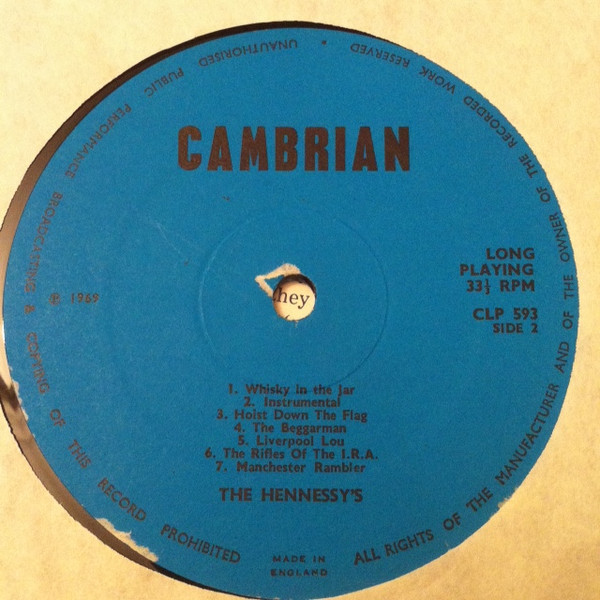 CAMBRIAN
LONG
PLAYING
33⅓ RPM
CLP 593
SIDE 2
℗ 1969
hey
1. Whisky in the Jar
2. Instrumental
3. Hoist Down The Flag
4. The Beggarman
5. Liverpool Lou
6. The Rifles Of The I.R.A.
7. Manchester Rambler
THE HENNESSY'S
MADE IN
ENGLAND
ALL RIGHTS OF THE MANUFACTURER AND OF THE OWNER OF THE RECORDED WORK RESERVED UNAUTHORISED PUBLIC PERFORMANCE BROADCASTING & COPYING OF THIS RECORD PROHIBITED